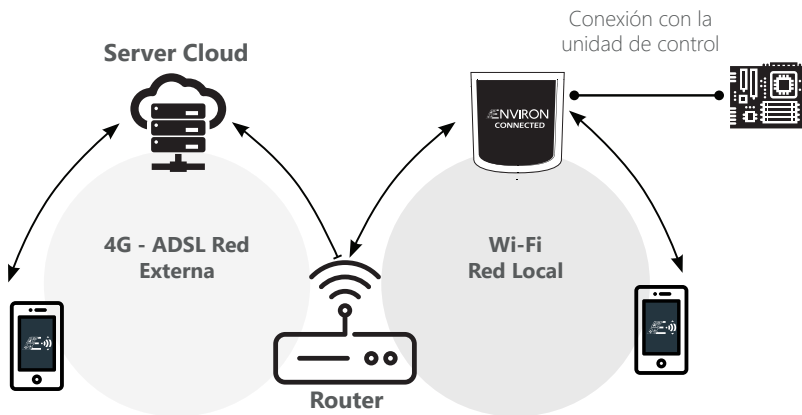 Conexión con la
unidad de control
Server Cloud
ENVIRON
CONNECTED
4G - ADSL Red
Externa
Wi-Fi
Red Local
Router